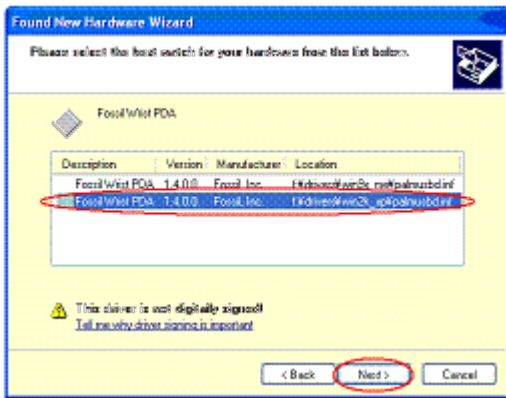 Found New Hardware Wizard
Please select the best match for your hardware from the list below.
Fossil Wrist PDA
Description Version Manufacturer Location
Fossil Wrist PDA 1.4.0.0 Fossil, Inc.
Fossil Wrist PDA 1.4.0.0 Fossil, Inc.
This driver is not digitally signed!
Tell me why driver signing is important
< Back Next > Cancel